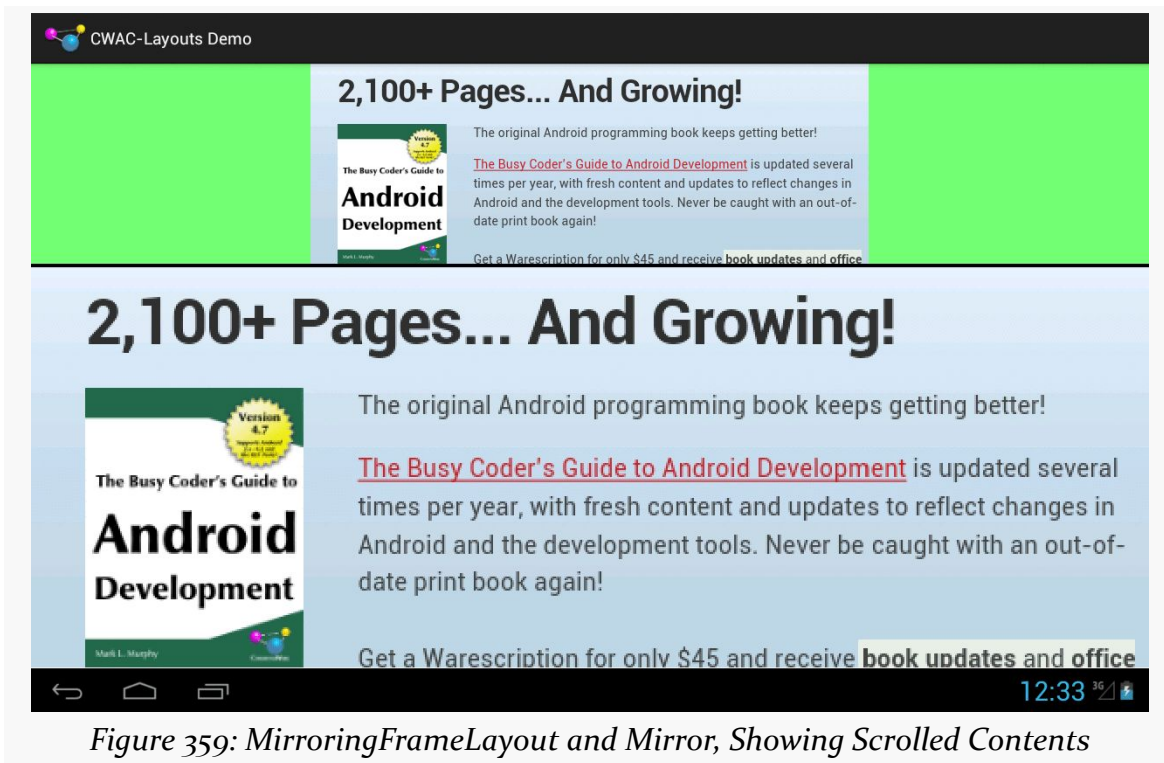 CWAC-Layouts Demo
2,100+ Pages... And Growing!
Version
4.7
The Busy Coder's Guide to
Android
Development
Mark L. Murphy
The original Android programming book keeps getting better!
The Busy Coder's Guide to Android Development is updated several
times per year, with fresh content and updates to reflect changes in
Android and the development tools. Never be caught with an out-of-
date print book again!
Get a Warescription for only $45 and receive book updates and office
2,100+ Pages... And Growing!
Version
4.7
The Busy Coder's Guide to
Android
Development
Mark L. Murphy
CommonsWare
The original Android programming book keeps getting better!
The Busy Coder's Guide to Android Development is updated several
times per year, with fresh content and updates to reflect changes in
Android and the development tools. Never be caught with an out-of-
date print book again!
Get a Warescription for only $45 and receive book updates and office
12:33 3G
Figure 359: MirroringFrameLayout and Mirror, Showing Scrolled Contents